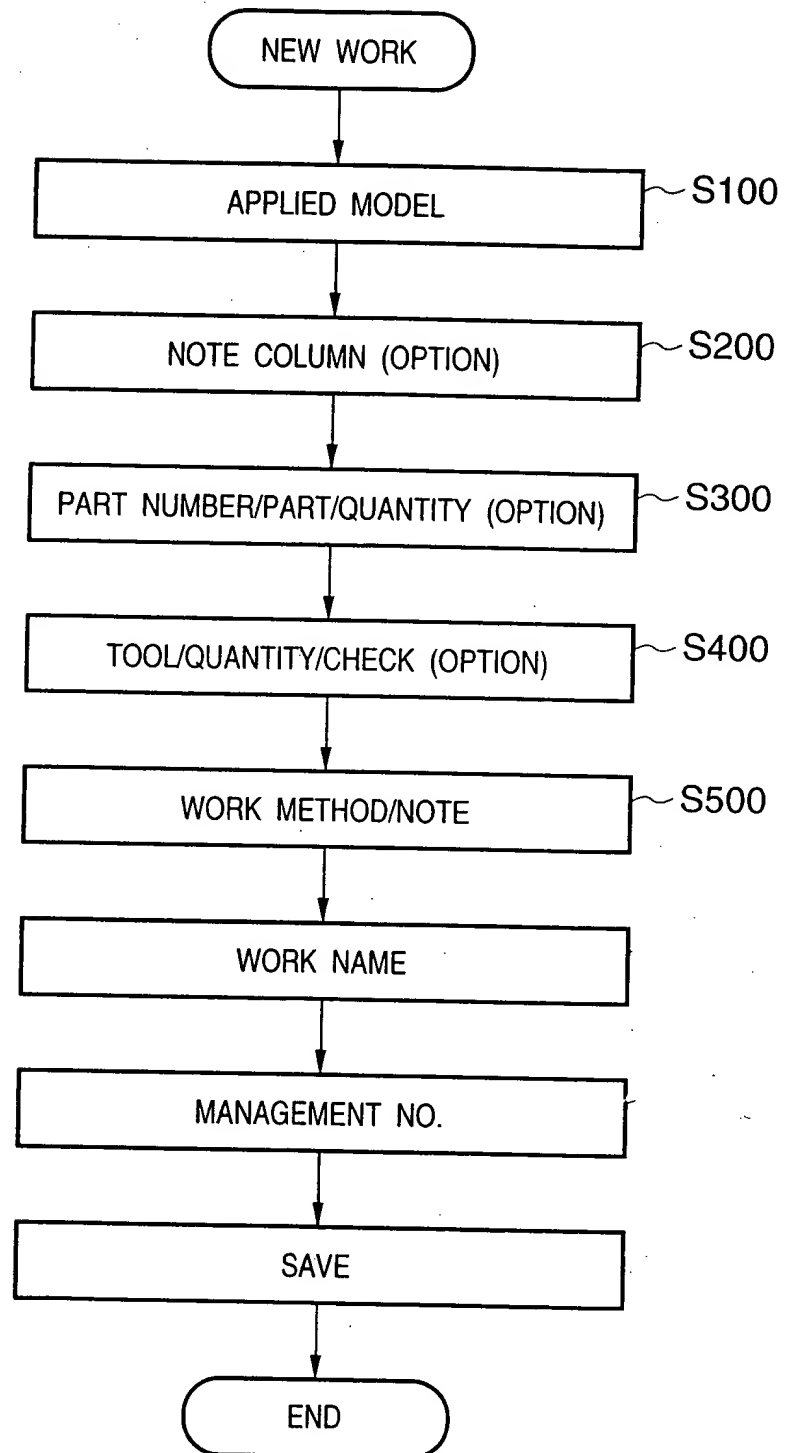 NEW WORK
APPLIED MODEL
S100
NOTE COLUMN (OPTION)
S200
PART NUMBER/PART/QUANTITY (OPTION)
S300
TOOL/QUANTITY/CHECK (OPTION)
S400
WORK METHOD/NOTE
S500
WORK NAME
MANAGEMENT NO.
SAVE
END